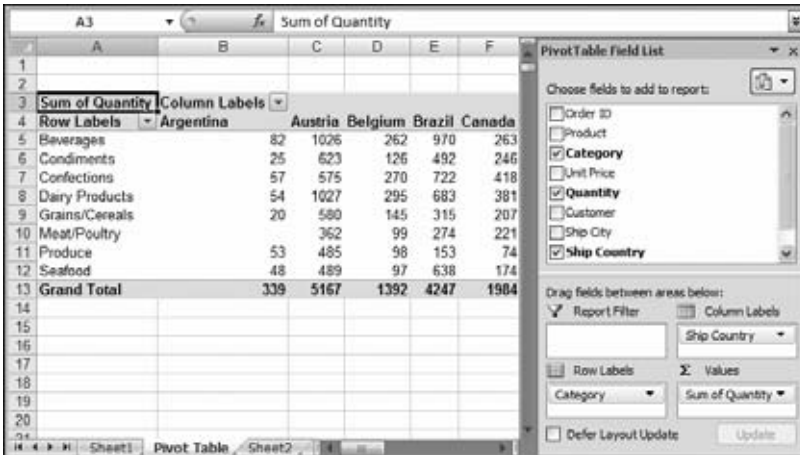 A3 fx Sum of Quantity
A B C D E F
1
2
3 Sum of Quantity Column Labels
4 Row Labels Argentina Austria Belgium Brazil Canada
5 Beverages 82 1026 262 970 263
6 Condiments 25 623 126 492 246
7 Confections 57 575 270 722 418
8 Dairy Products 54 1027 295 683 381
9 Grains/Cereals 20 580 145 315 207
10 Meat/Poultry 362 99 274 221
11 Produce 53 485 98 153 74
12 Seafood 48 489 97 638 174
13 Grand Total 339 5167 1392 4247 1984
14
15
16
17
18
19
20
21
Sheet1 Pivot Table Sheet2
PivotTable Field List
Choose fields to add to report:
Order ID
Product
Category
Unit Price
Quantity
Customer
Ship City
Ship Country
Drag fields between areas below:
Report Filter Column Labels
Ship Country
Row Labels Σ Values
Category Sum of Quantity
Defer Layout Update Update